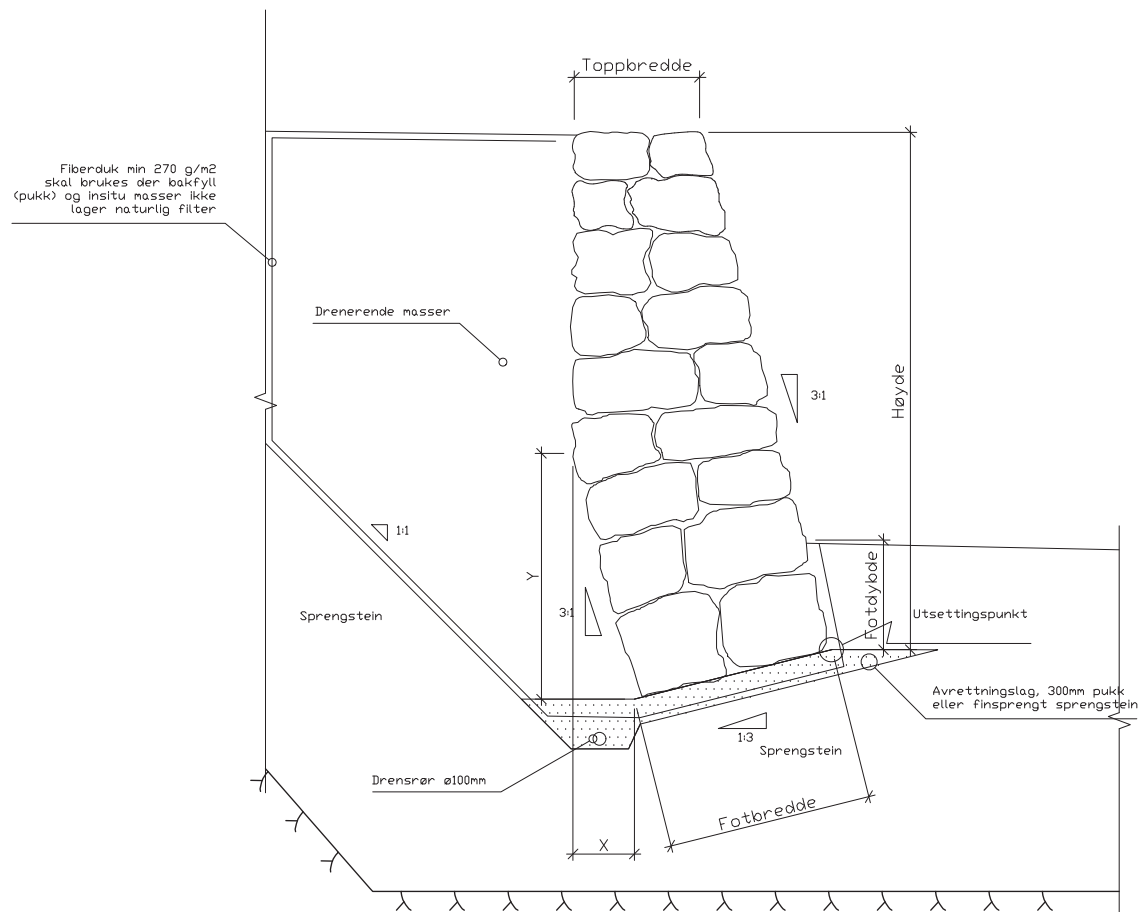 Toppbredde
Fiberduk min 270 g/m2
skal brukes der bakfyll
(pukk) og insitu masser ikke
lager naturlig filter
Drenerende masser
Høyde
3:1
1:1
Y
3:1
Fotdybde
Sprengstein
Utsettingspunkt
Avrettningslag, 300mm pukk
eller finsprengt sprengstein
1:3
Sprengstein
Drensrør ø100mm
Fotbredde
X